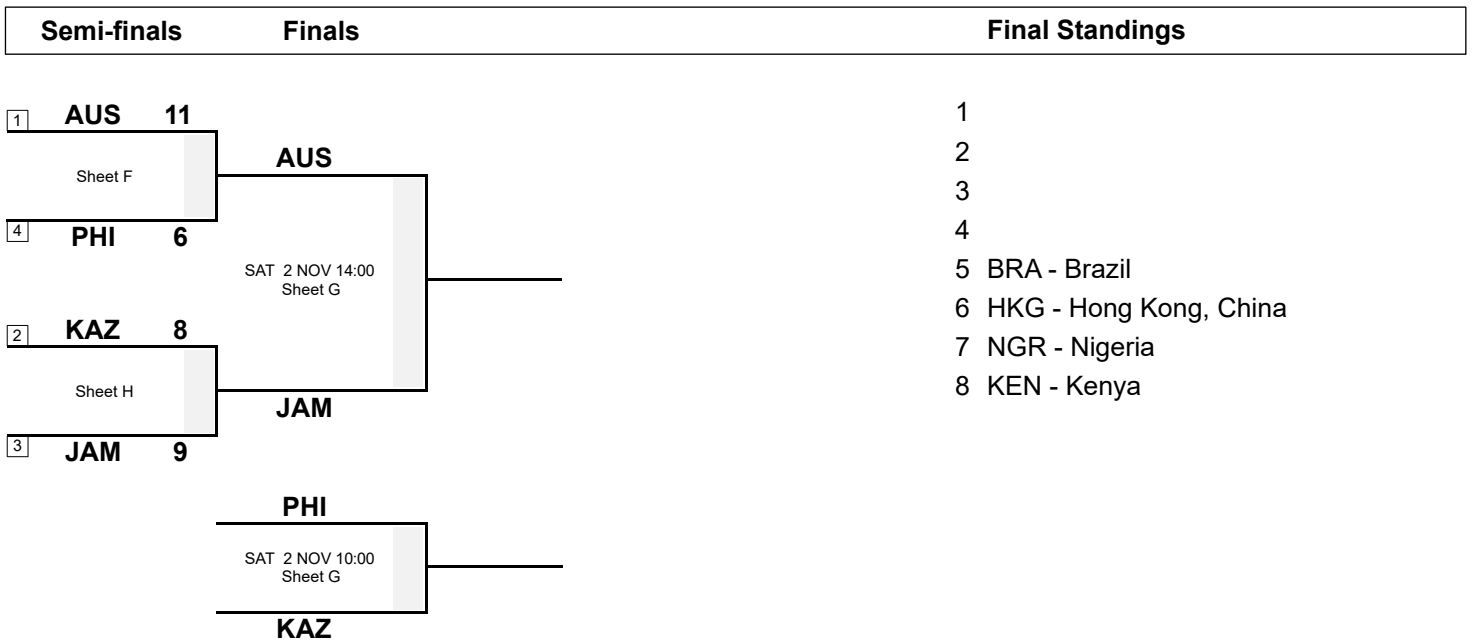 Semi-finals Finals Final Standings
1 AUS 11
Sheet F
4 PHI 6
AUS
SAT 2 NOV 14:00
Sheet G
JAM
2 KAZ 8
Sheet H
3 JAM 9
PHI
SAT 2 NOV 10:00
Sheet G
KAZ
1
2
3
4
5 BRA - Brazil
6 HKG - Hong Kong, China
7 NGR - Nigeria
8 KEN - Kenya